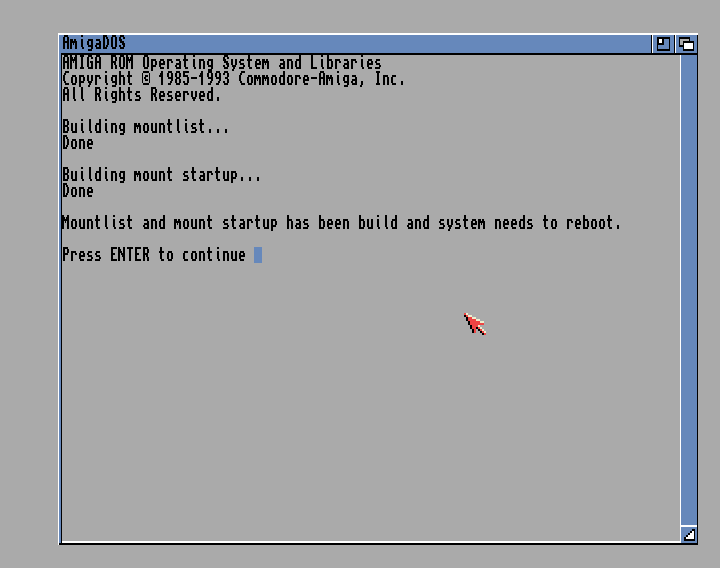 AmigaDOS
AMIGA ROM Operating System and Libraries
Copyright © 1985-1993 Commodore-Amiga, Inc.
All Rights Reserved.
Building mountlist...
Done
Building mount startup...
Done
Mountlist and mount startup has been build and system needs to reboot.
Press ENTER to continue